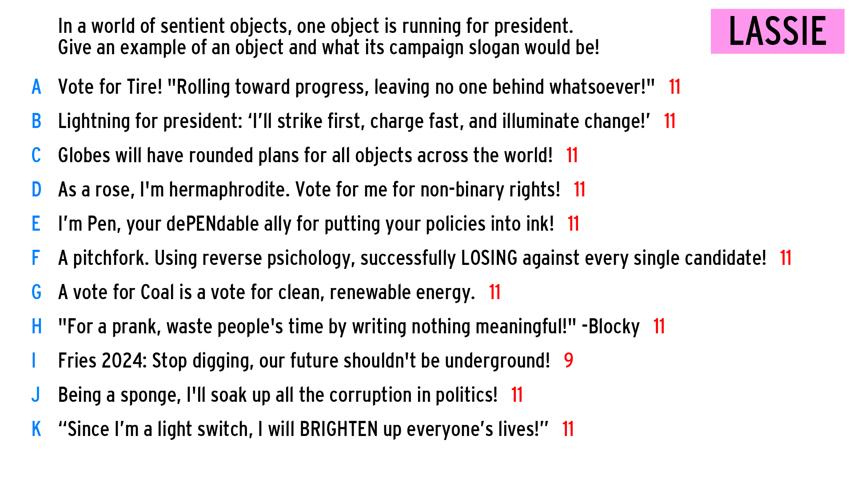 In a world of sentient objects, one object is running for president.
Give an example of an object and what its campaign slogan would be!
LASSIE
A Vote for Tire! "Rolling toward progress, leaving no one behind whatsoever!" 11
B Lightning for president: ‘I’ll strike first, charge fast, and illuminate change!’ 11
C Globes will have rounded plans for all objects across the world! 11
D As a rose, I'm hermaphrodite. Vote for me for non-binary rights! 11
E I’m Pen, your dePENdable ally for putting your policies into ink! 11
F A pitchfork. Using reverse psichology, successfully LOSING against every single candidate! 11
G A vote for Coal is a vote for clean, renewable energy. 11
H "For a prank, waste people's time by writing nothing meaningful!" -Blocky 11
I Fries 2024: Stop digging, our future shouldn't be underground! 9
J Being a sponge, I'll soak up all the corruption in politics! 11
K “Since I’m a light switch, I will BRIGHTEN up everyone’s lives!” 11